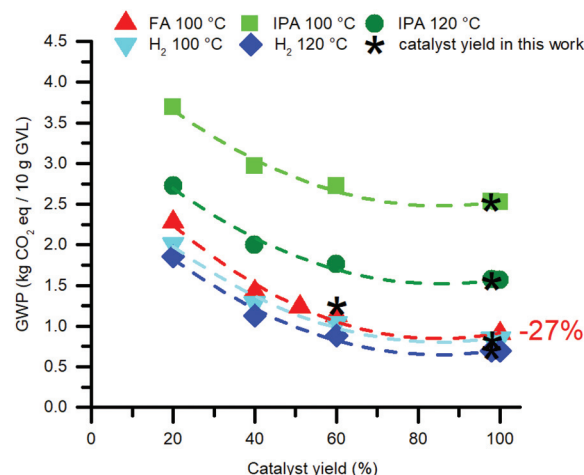 FA 100 °C IPA 100 °C IPA 120 °C
H₂ 100 °C H₂ 120 °C * catalyst yield in this work
4.5
4.0
3.5
3.0
2.5
2.0
1.5
1.0
0.5
0.0
GWP (kg CO₂ eq / 10 g GVL)
-27%
0 20 40 60 80 100
Catalyst yield (%)